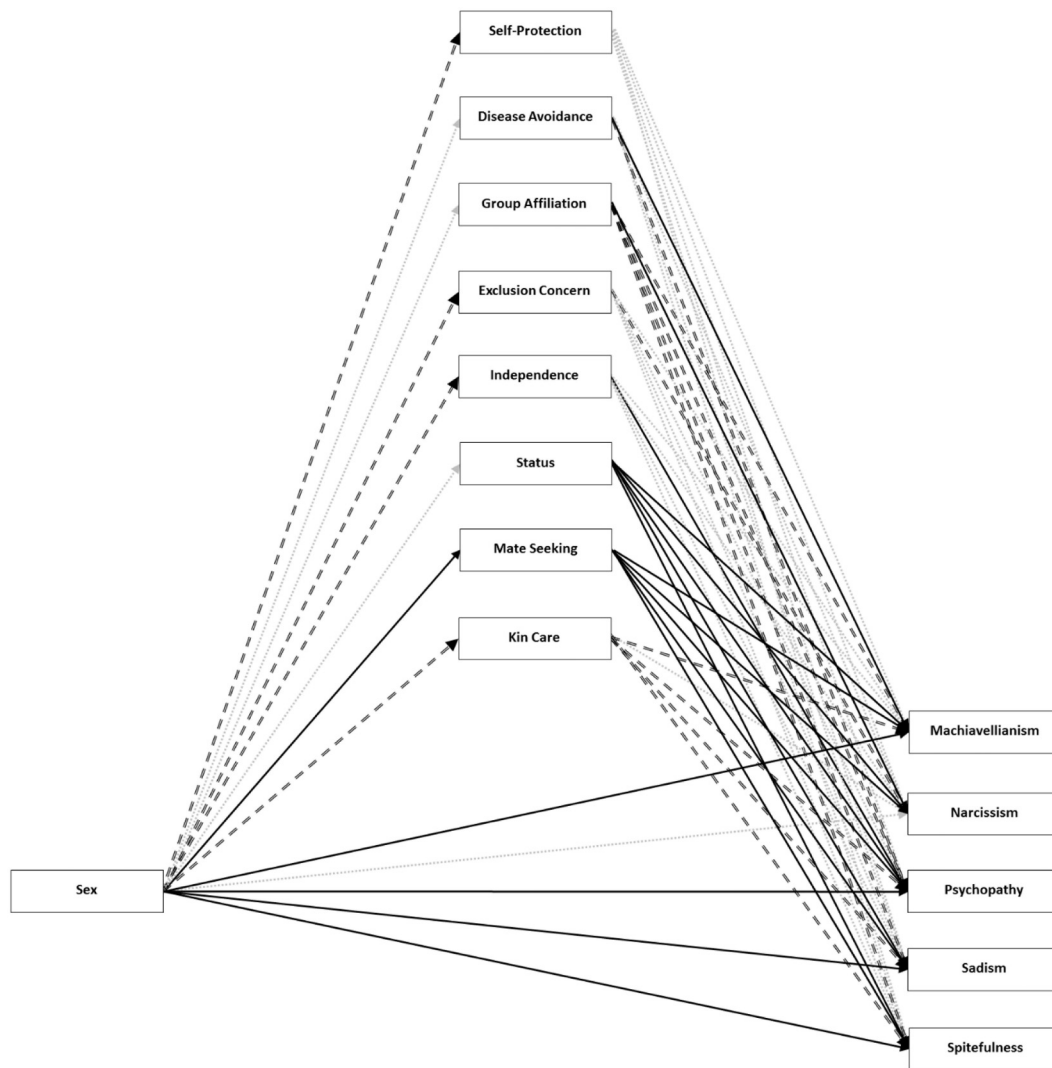 Self-Protection
Disease Avoidance
Group Affiliation
Exclusion Concern
Independence
Status
Mate Seeking
Kin Care
Machiavellianism
Narcissism
Sex
Psychopathy
Sadism
Spitefulness